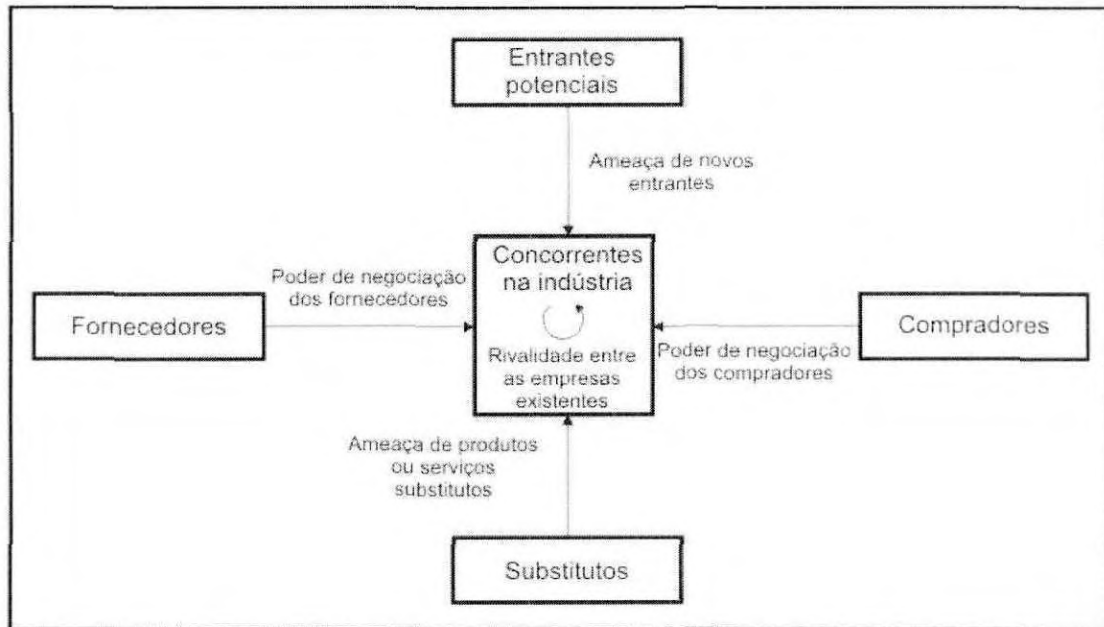 Entrantes
potenciais
Ameaça de novos
entrantes
Concorrentes
na indústria
Rivalidade entre
as empresas
existentes
Poder de negociação
dos fornecedores
Fornecedores
Compradores
Poder de negociação
dos compradores
Ameaça de produtos
ou serviços
substitutos
Substitutos